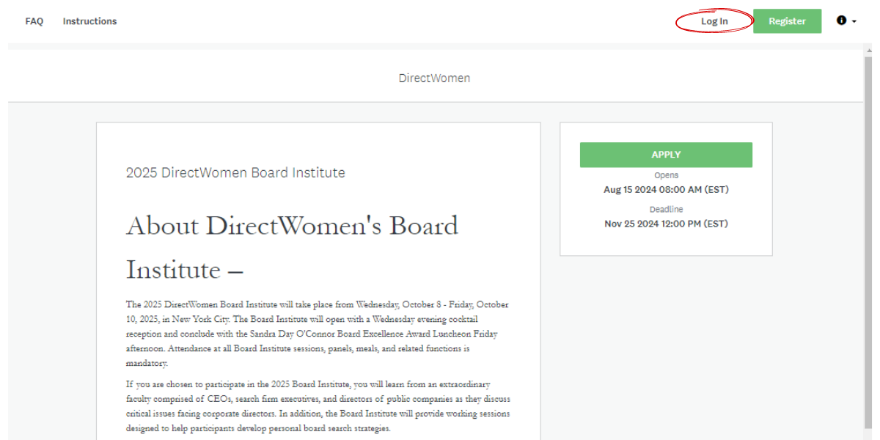 FAQ Instructions Log In Register
DirectWomen
2025 DirectWomen Board Institute
About DirectWomen's Board
Institute –
The 2025 DirectWomen Board Institute will take place from Wednesday, October 8 - Friday, October
10, 2025, in New York City. The Board Institute will open with a Wednesday evening cocktail
reception and conclude with the Sandra Day O'Connor Board Excellence Award Luncheon Friday
afternoon. Attendance at all Board Institute sessions, panels, meals, and related functions is
mandatory.
If you are chosen to participate in the 2025 Board Institute, you will learn from an extraordinary
faculty comprised of CEOs, search firm executives, and directors of public companies as they discuss
critical issues facing corporate directors. In addition, the Board Institute will provide working sessions
designed to help participants develop personal board search strategies.
APPLY
Opens
Aug 15 2024 08:00 AM (EST)
Deadline
Nov 25 2024 12:00 PM (EST)